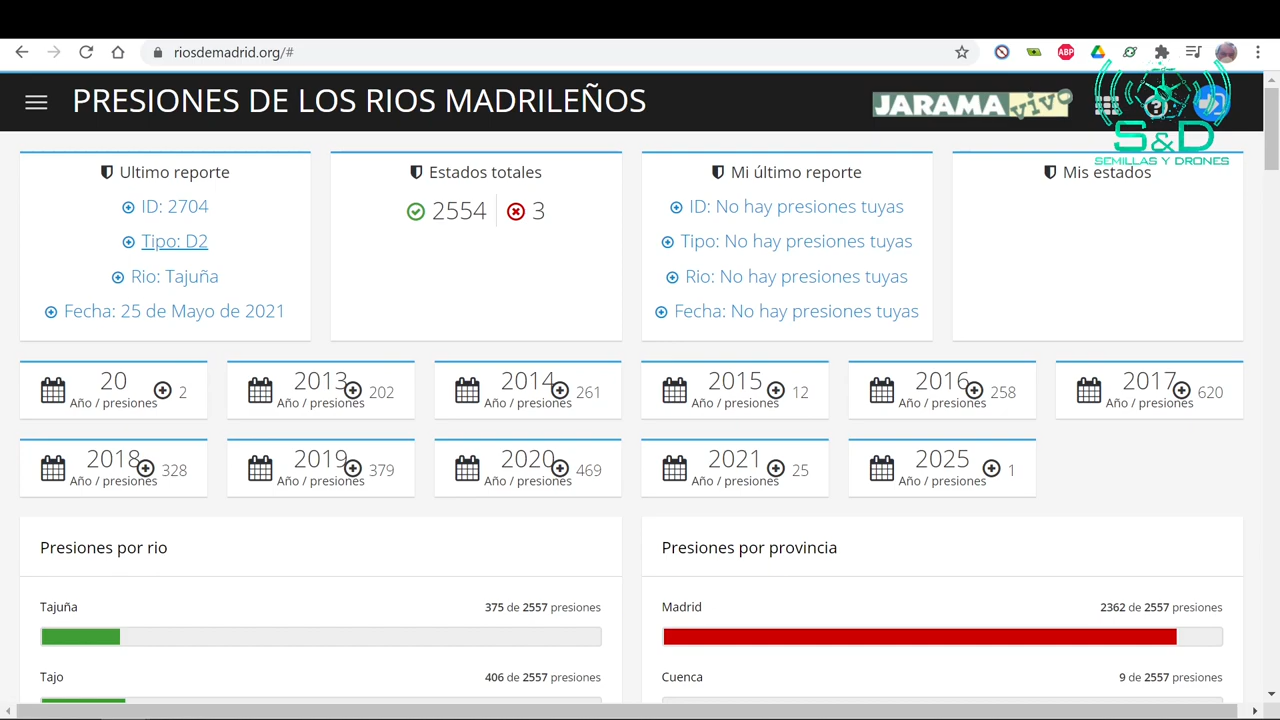 riosdemadrid.org/#
ABP
PRESIONES DE LOS RIOS MADRILEÑOS
JARAMA vivo
?
S&D
SEMILLAS Y DRONES
Ultimo reporte
ID: 2704
Tipo: D2
Rio: Tajuña
Fecha: 25 de Mayo de 2021
Estados totales
2554 3
Mi último reporte
ID: No hay presiones tuyas
Tipo: No hay presiones tuyas
Rio: No hay presiones tuyas
Fecha: No hay presiones tuyas
Mis estados
20
Año / presiones 2
2013
Año / presiones 202
2014
Año / presiones 261
2015
Año / presiones 12
2016
Año / presiones 258
2017
Año / presiones 620
2018
Año / presiones 328
2019
Año / presiones 379
2020
Año / presiones 469
2021
Año / presiones 25
2025
Año / presiones 1
Presiones por rio
Tajuña 375 de 2557 presiones
Tajo 406 de 2557 presiones
Presiones por provincia
Madrid 2362 de 2557 presiones
Cuenca 9 de 2557 presiones